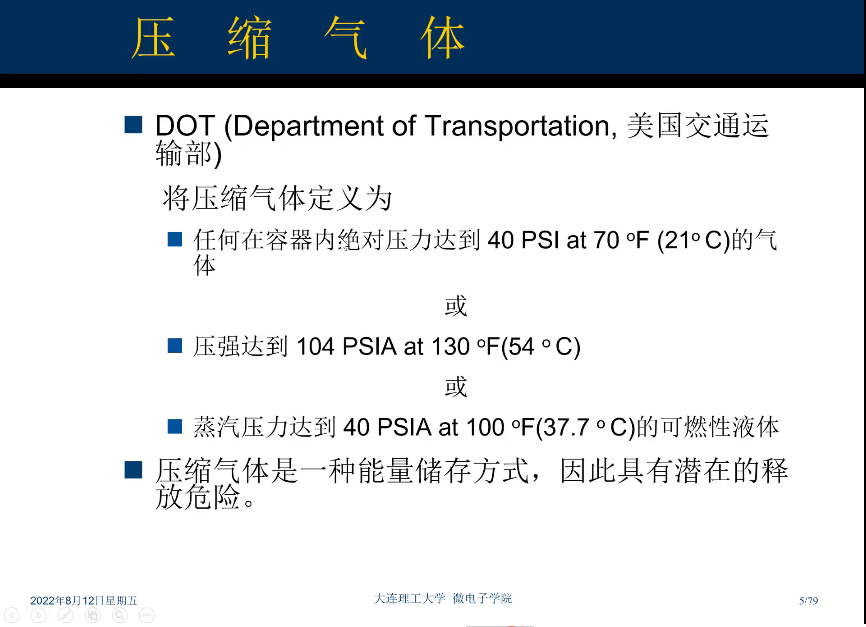 压 缩 气 体
DOT (Department of Transportation, 美国交通运
输部)
将压缩气体定义为
任何在容器内绝对压力达到 40 PSI at 70 ºF (21º C)的气
体
或
压强达到 104 PSIA at 130 ºF(54 º C)
或
蒸汽压力达到 40 PSIA at 100 ºF(37.7 º C)的可燃性液体
压缩气体是一种能量储存方式，因此具有潜在的释
放危险。
2022年8月12日星期五
大连理工大学 微电子学院
5/79